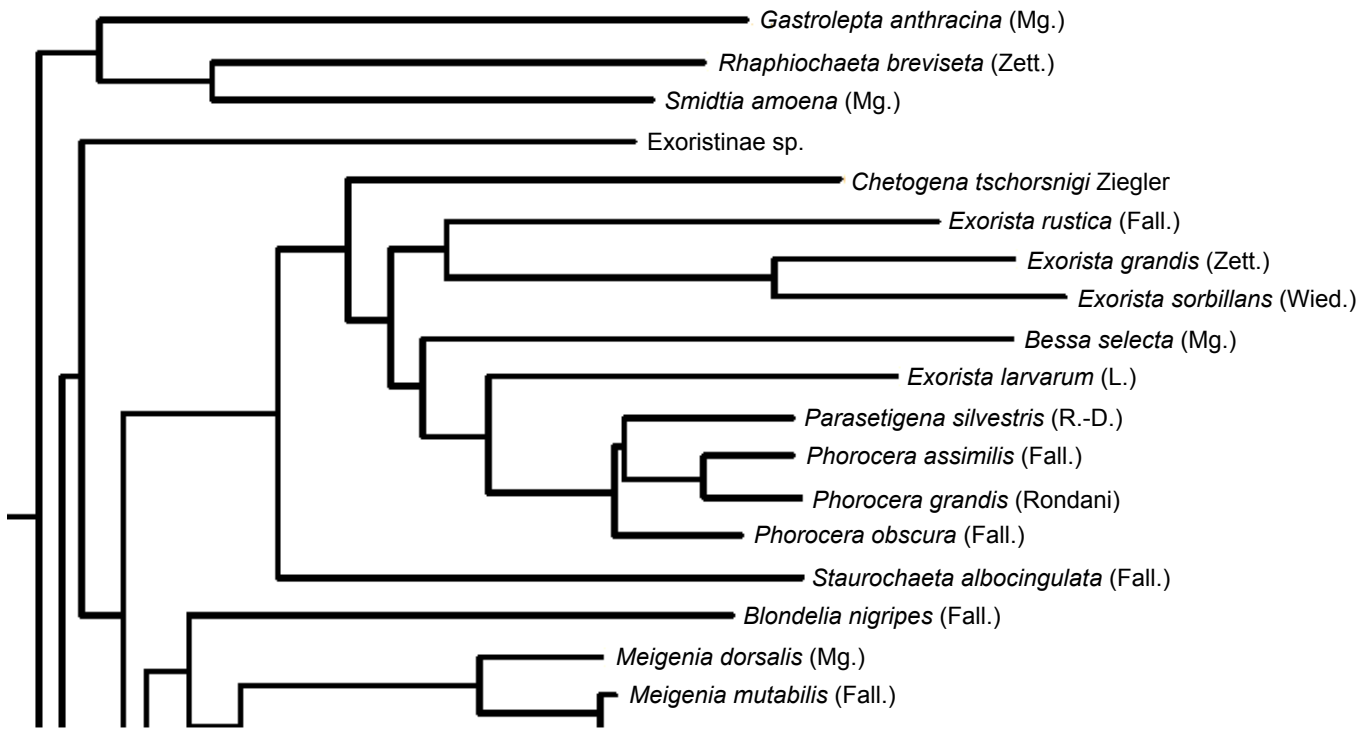 Gastrolepta anthracina (Mg.)
Rhaphiochaeta breviseta (Zett.)
Smidtia amoena (Mg.)
Exoristinae sp.
Chetogena tschorsnigi Ziegler
Exorista rustica (Fall.)
Exorista grandis (Zett.)
Exorista sorbillans (Wied.)
Bessa selecta (Mg.)
Exorista larvarum (L.)
Parasetigena silvestris (R.-D.)
Phorocera assimilis (Fall.)
Phorocera grandis (Rondani)
Phorocera obscura (Fall.)
Staurochaeta albocingulata (Fall.)
Blondelia nigripes (Fall.)
Meigenia dorsalis (Mg.)
Meigenia mutabilis (Fall.)